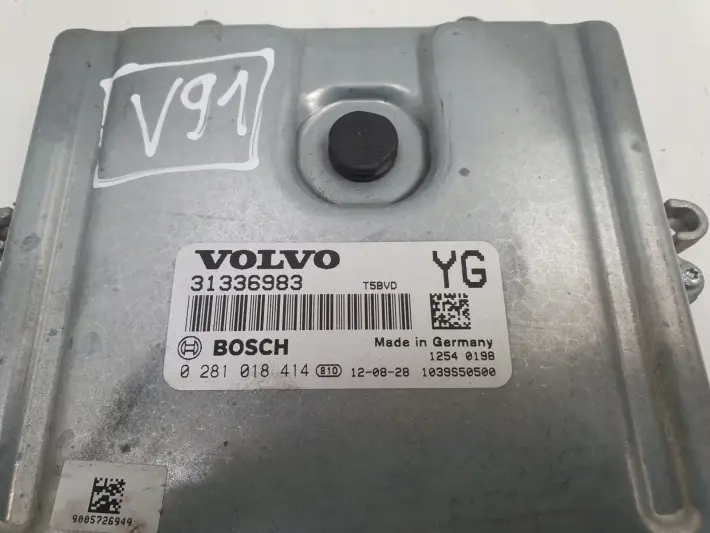 V91
VOLVO YG
31336983 T5BVD
BOSCH Made in Germany
1254 0198
0 281 018 414 810 12-08-28 1039S50500
9005726949